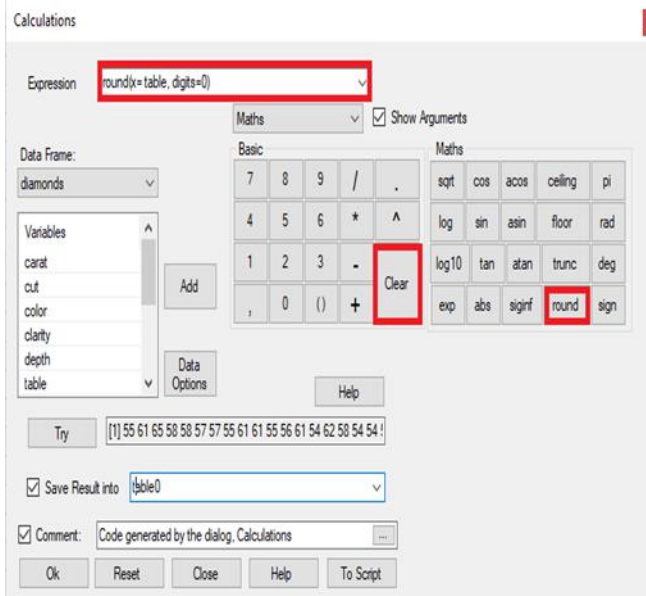 Calculations
Expression round(x= table, digits=0)
Maths Show Arguments
Data Frame: Basic Maths
diamonds 7 8 9 / . sqrt cos acos ceiling pi
Variables 4 5 6 * ^ log sin asin floor rad
carat 1 2 3 - Clear log10 tan atan trunc deg
cut Add
color , 0 () + exp abs siginf round sign
clarity
depth Data
table Options Help
Try [1] 55 61 65 58 58 57 57 55 61 61 55 56 61 54 62 58 54 54
Save Result into table0
Comment: Code generated by the dialog, Calculations ...
Ok Reset Close Help To Script